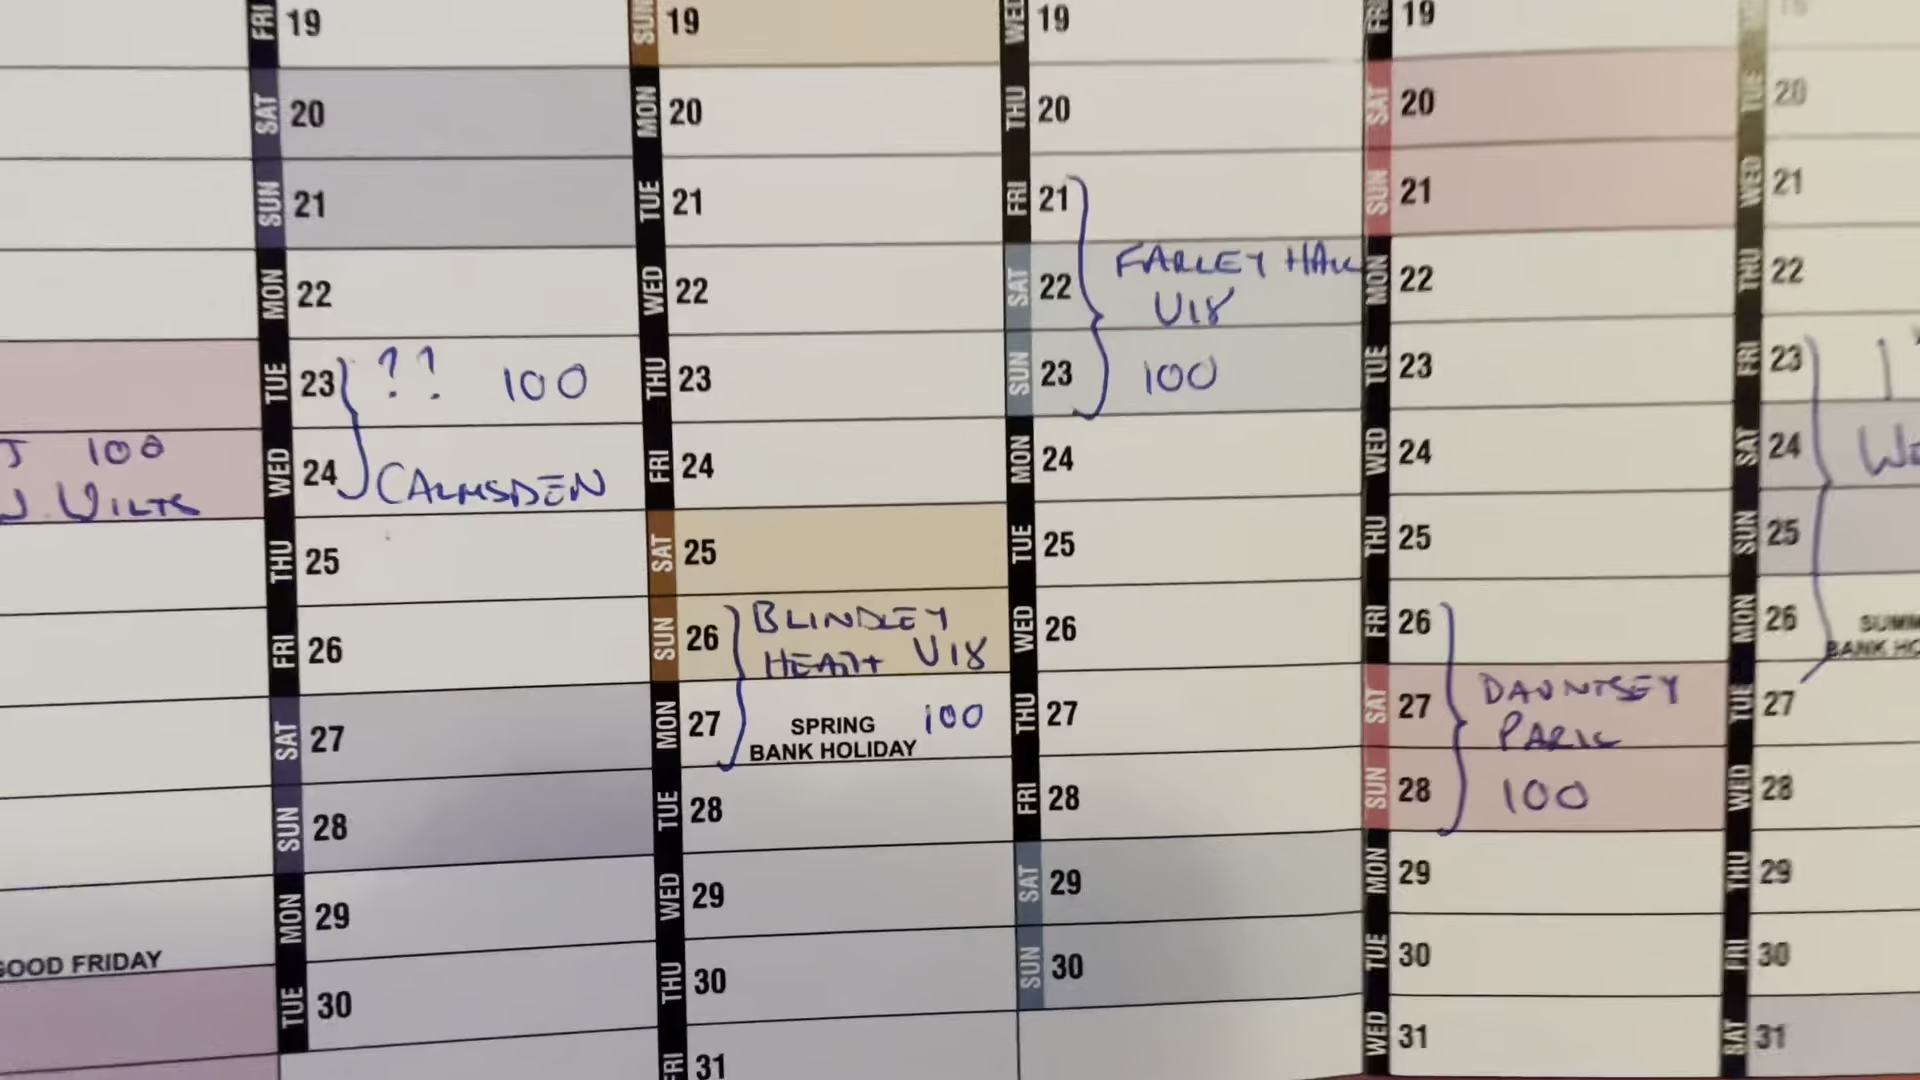 J 100
N. WILTS
GOOD FRIDAY
FRI 19
SAT 20
SUN 21
MON 22
TUE 23 ?? 100
WED 24 CALMSDEN
THU 25
FRI 26
SAT 27
SUN 28
MON 29
TUE 30
SUN 19
MON 20
TUE 21
WED 22
THU 23
FRI 24
SAT 25
SUN 26 BLINDLEY
HEATH U18
MON 27 SPRING 100
BANK HOLIDAY
TUE 28
WED 29
THU 30
FRI 31
WED 19
THU 20
FRI 21
SAT 22 FARLEY HALL
U18
SUN 23 100
MON 24
TUE 25
WED 26
THU 27
FRI 28
SAT 29
SUN 30
FRI 19
SAT 20
SUN 21
MON 22
TUE 23
WED 24
THU 25
FRI 26
SAT 27 DAUNTSEY
PARK
SUN 28 100
MON 29
TUE 30
WED 31
TUE 20
WED 21
THU 22
FRI 23
SAT 24
SUN 25
MON 26 SUMM
BANK HO
TUE 27
WED 28
THU 29
FRI 30
SAT 31